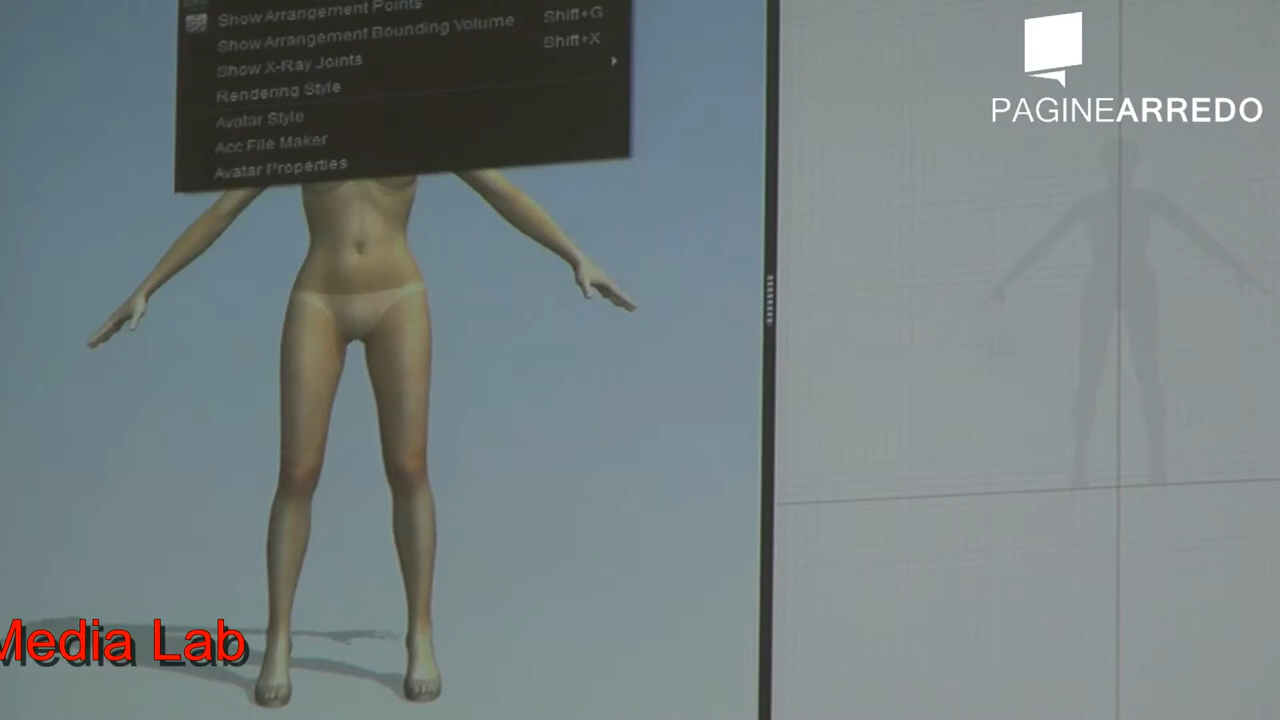 Show Arrangement Points
Show Arrangement Bounding Volume Shift+G
Show X-Ray Joints Shift+X
Rendering Style
Avatar Style
Acc File Maker
Avatar Properties
PAGINEARREDO
Media Lab